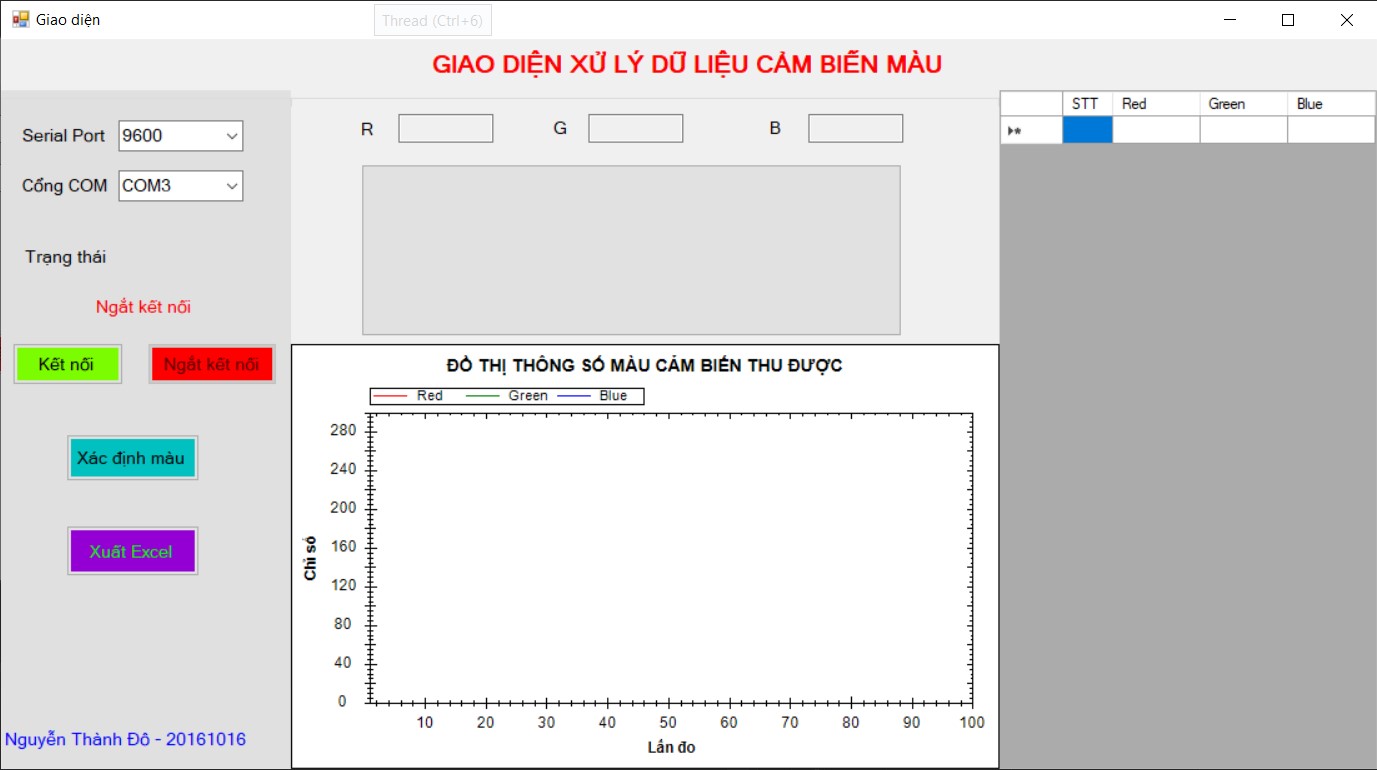 Giao diện
Thread (Ctrl+6)
GIAO DIỆN XỬ LÝ DỮ LIỆU CẢM BIẾN MÀU
Serial Port 9600
Cổng COM COM3
Trạng thái
Ngắt kết nối
Kết nối Ngắt kết nối
Xác định màu
Xuất Excel
Nguyễn Thành Đô - 20161016
R G B
ĐỒ THỊ THÔNG SỐ MÀU CẢM BIẾN THU ĐƯỢC
Red Green Blue
280
240
200
160
120
80
40
0
Chỉ số
10 20 30 40 50 60 70 80 90 100
Lần đo
STT Red Green Blue